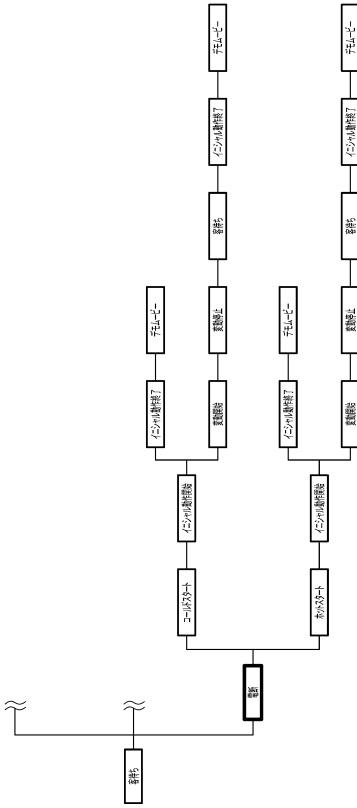 客待ち
電断
コールドスタート
イニシャル動作開始
イニシャル動作終了
デモムービー
変動開始
変動停止
客待ち
イニシャル動作終了
デモムービー
ホットスタート
イニシャル動作開始
イニシャル動作終了
デモムービー
変動開始
変動停止
客待ち
イニシャル動作終了
デモムービー